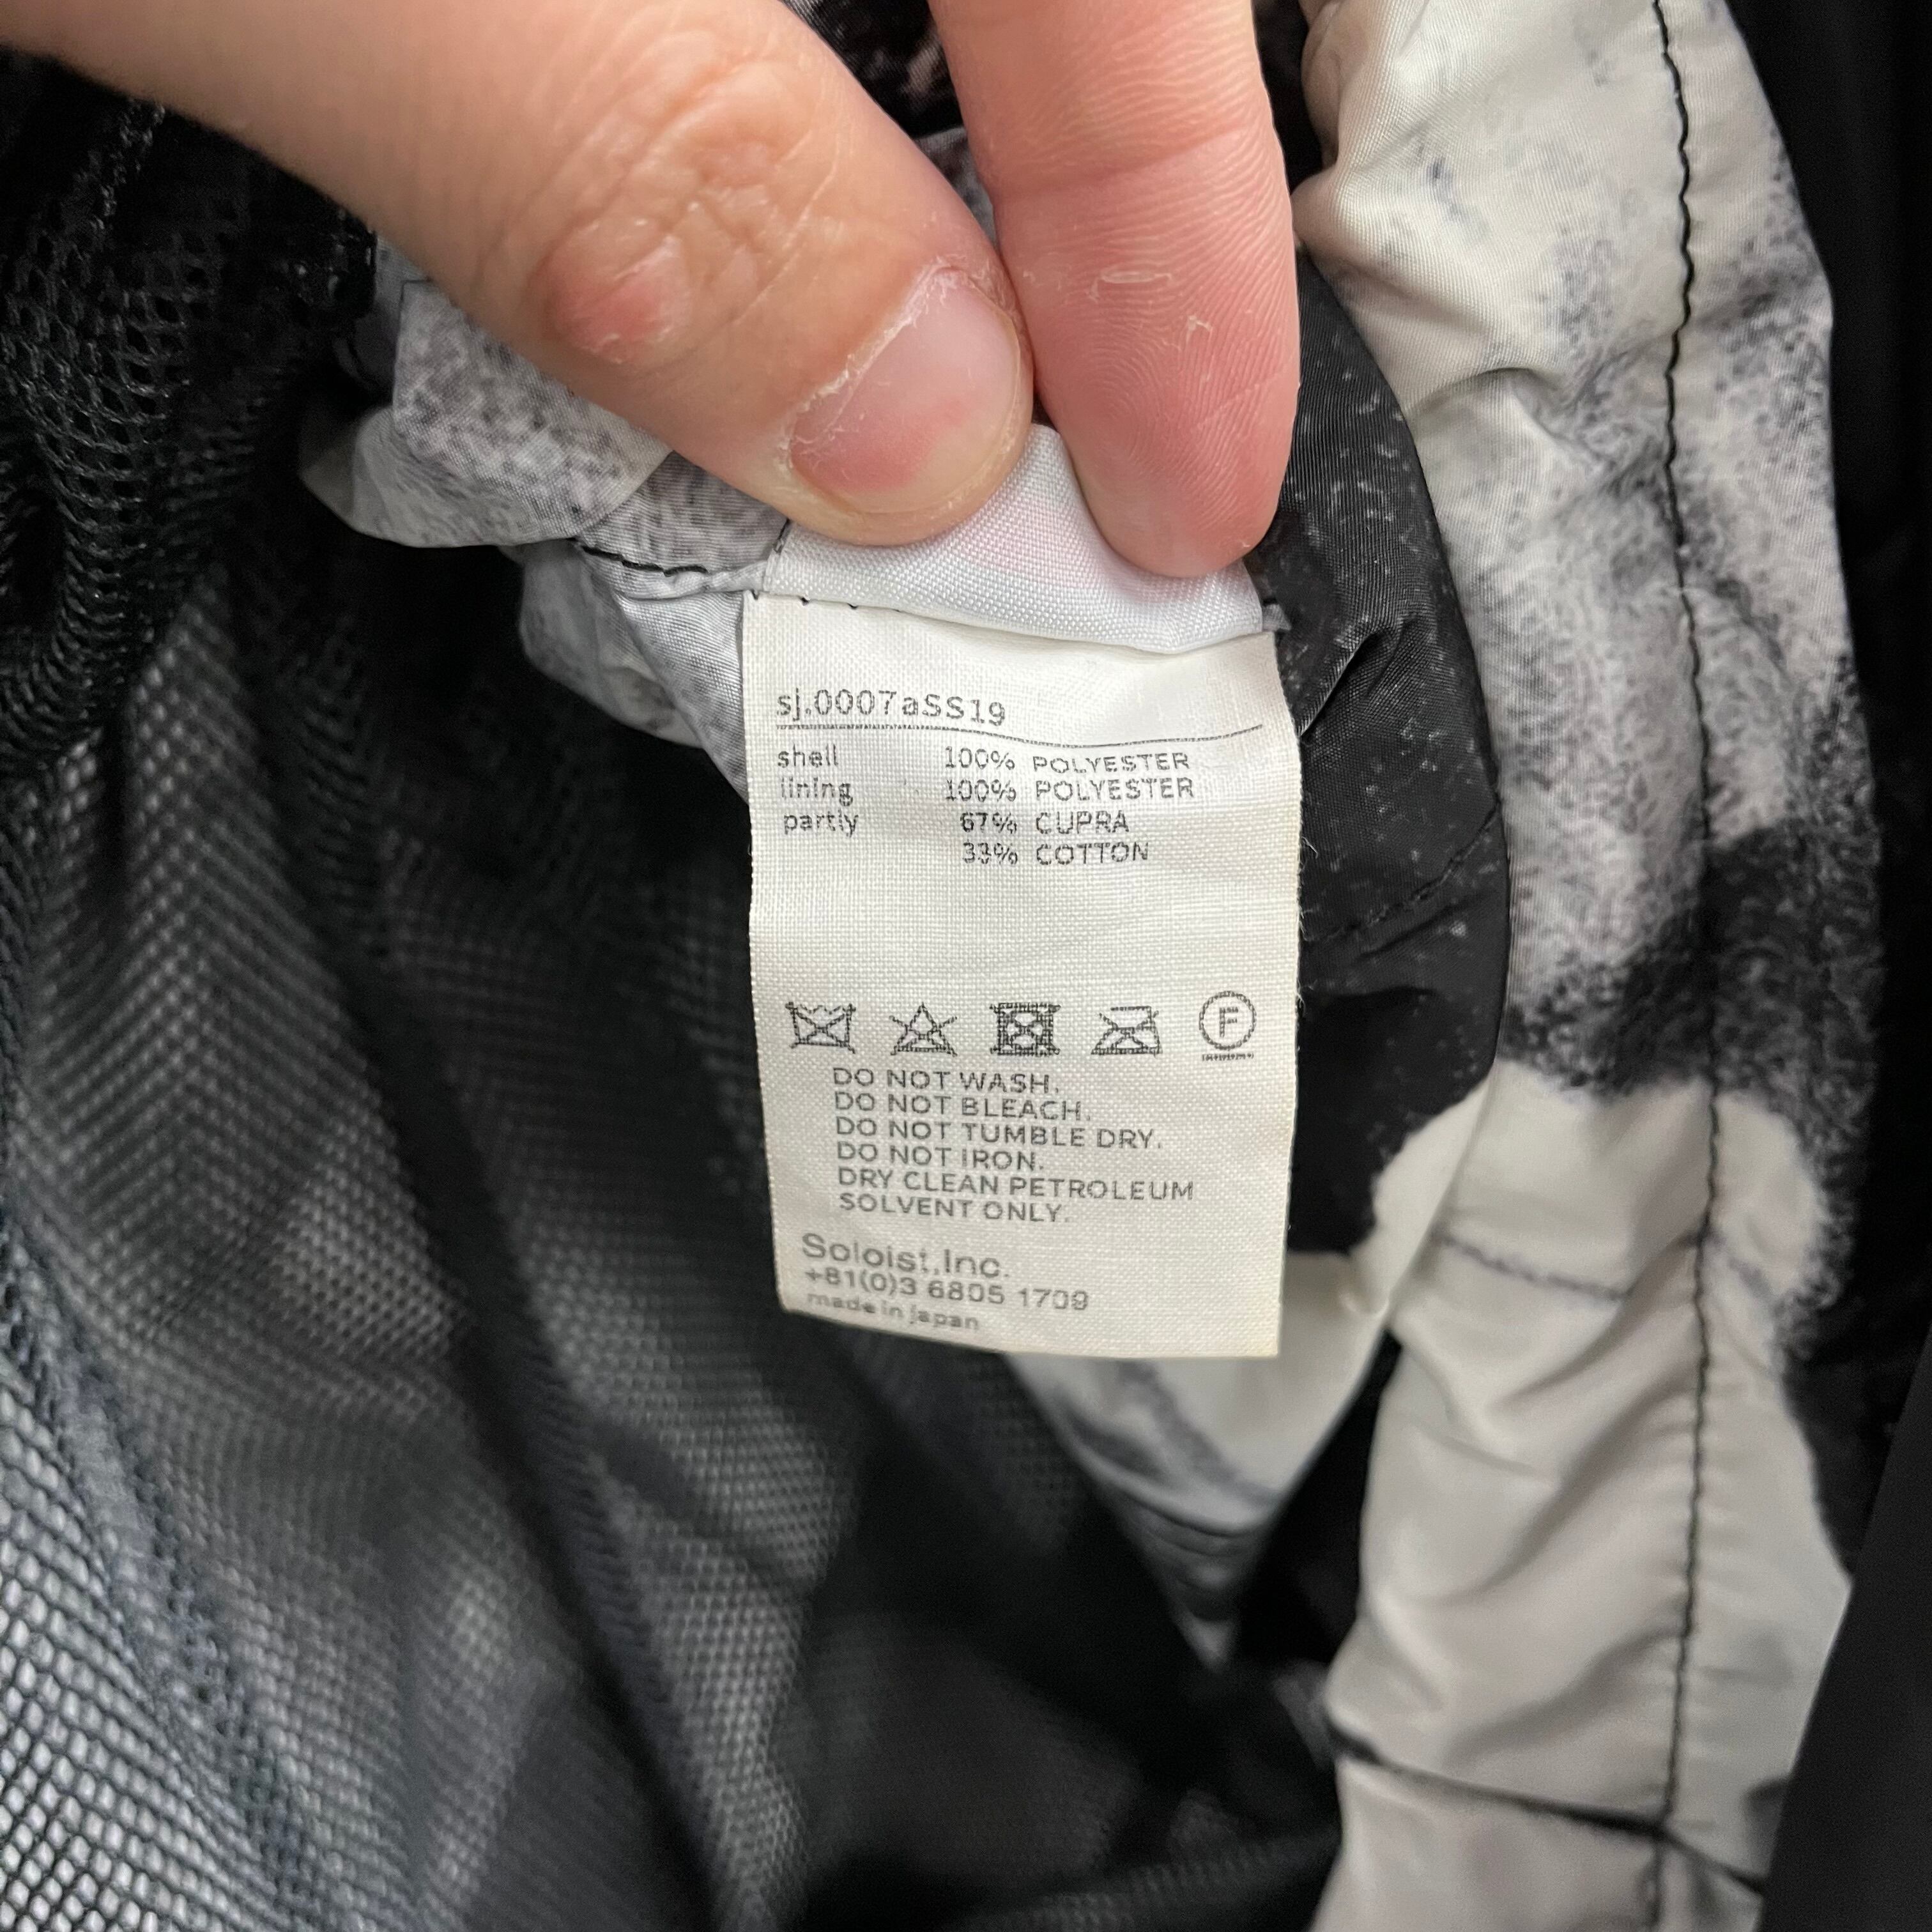 sj.0007aSS19
shell 100% POLYESTER
lining 100% POLYESTER
partly 67% CUPRA
33% COTTON
F
DO NOT WASH.
DO NOT BLEACH.
DO NOT TUMBLE DRY.
DO NOT IRON.
DRY CLEAN PETROLEUM
SOLVENT ONLY.
Soloist.Inc.
+81(0)3 6805 1709
made in japan